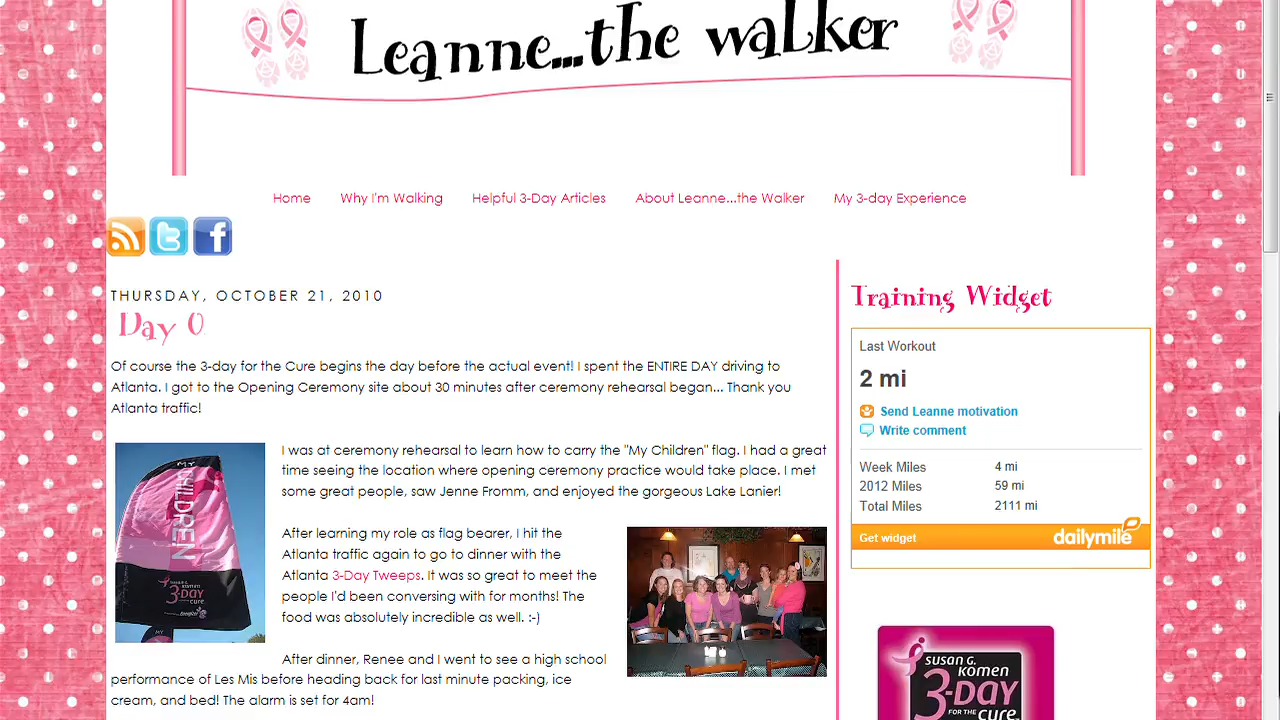 Leanne...the walker
Home Why I'm Walking Helpful 3-Day Articles About Leanne...the Walker My 3-day Experience
THURSDAY, OCTOBER 21, 2010
Day 0
Of course the 3-day for the Cure begins the day before the actual event! I spent the ENTIRE DAY driving to
Atlanta. I got to the Opening Ceremony site about 30 minutes after ceremony rehearsal began... Thank you
Atlanta traffic!
MY
CHILDREN
3-DAY
cure
MY
I was at ceremony rehearsal to learn how to carry the "My Children" flag. I had a great
time seeing the location where opening ceremony practice would take place. I met
some great people, saw Jenne Fromm, and enjoyed the gorgeous Lake Lanier!
After learning my role as flag bearer, I hit the
Atlanta traffic again to go to dinner with the
Atlanta 3-Day Tweeps. It was so great to meet the
people I'd been conversing with for months! The
food was absolutely incredible as well. :-)
After dinner, Renee and I went to see a high school
performance of Les Mis before heading back for last minute packing, ice
cream, and bed! The alarm is set for 4am!
Training Widget
Last Workout
2 mi
Send Leanne motivation
Write comment
Week Miles 4 mi
2012 Miles 59 mi
Total Miles 2111 mi
Get widget dailymile
SUSAN G.
KOMEN
3-DAY
FOR THE
CURE